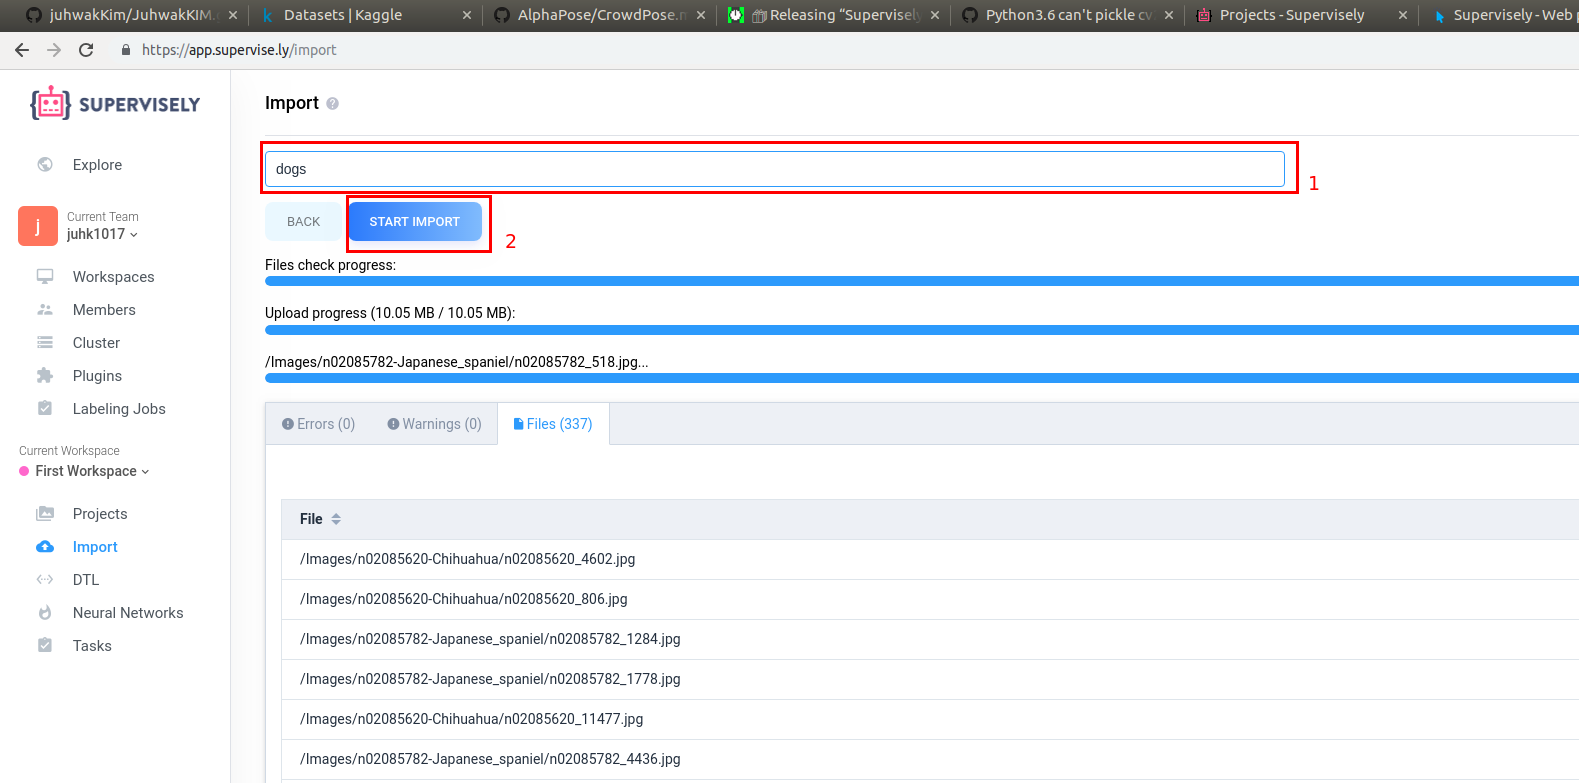 juhwakKim/JuhwakKIM.g
Datasets | Kaggle
AlphaPose/CrowdPose.m
Releasing “Supervisely
Python3.6 can't pickle cv
Projects - Supervisely
Supervisely - Web p
https://app.supervise.ly/import
SUPERVISELY
Explore
j
Current Team
juhk1017
Workspaces
Members
Cluster
Plugins
Labeling Jobs
Current Workspace
First Workspace
Projects
Import
DTL
Neural Networks
Tasks
Import ?
dogs
1
BACK
START IMPORT
2
Files check progress:
Upload progress (10.05 MB / 10.05 MB):
/Images/n02085782-Japanese_spaniel/n02085782_518.jpg...
Errors (0)
Warnings (0)
Files (337)
File
/Images/n02085620-Chihuahua/n02085620_4602.jpg
/Images/n02085620-Chihuahua/n02085620_806.jpg
/Images/n02085782-Japanese_spaniel/n02085782_1284.jpg
/Images/n02085782-Japanese_spaniel/n02085782_1778.jpg
/Images/n02085620-Chihuahua/n02085620_11477.jpg
/Images/n02085782-Japanese_spaniel/n02085782_4436.jpg